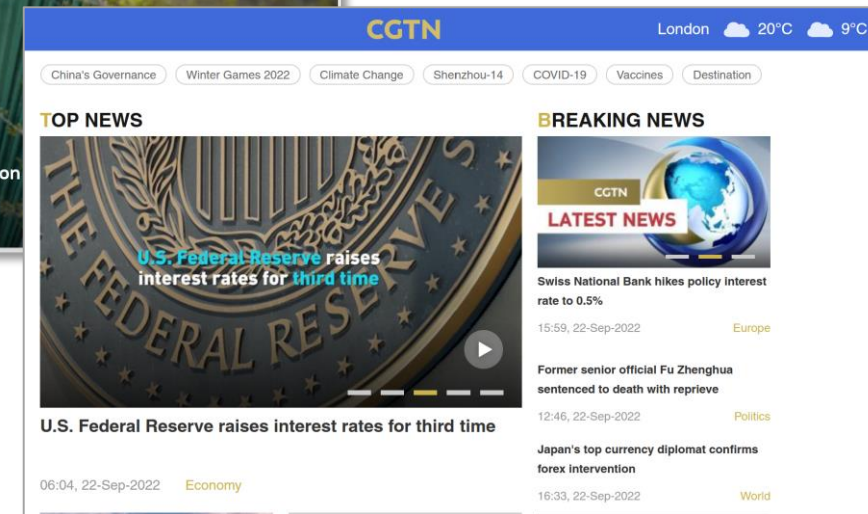 on
CGTN
London 20°C 9°C
China's Governance Winter Games 2022 Climate Change Shenzhou-14 COVID-19 Vaccines Destination
TOP NEWS
THE FEDERAL RESERVE
U.S. Federal Reserve raises
interest rates for third time
U.S. Federal Reserve raises interest rates for third time
06:04, 22-Sep-2022 Economy
BREAKING NEWS
CGTN
LATEST NEWS
Swiss National Bank hikes policy interest
rate to 0.5%
15:59, 22-Sep-2022 Europe
Former senior official Fu Zhenghua
sentenced to death with reprieve
12:46, 22-Sep-2022 Politics
Japan's top currency diplomat confirms
forex intervention
16:33, 22-Sep-2022 World